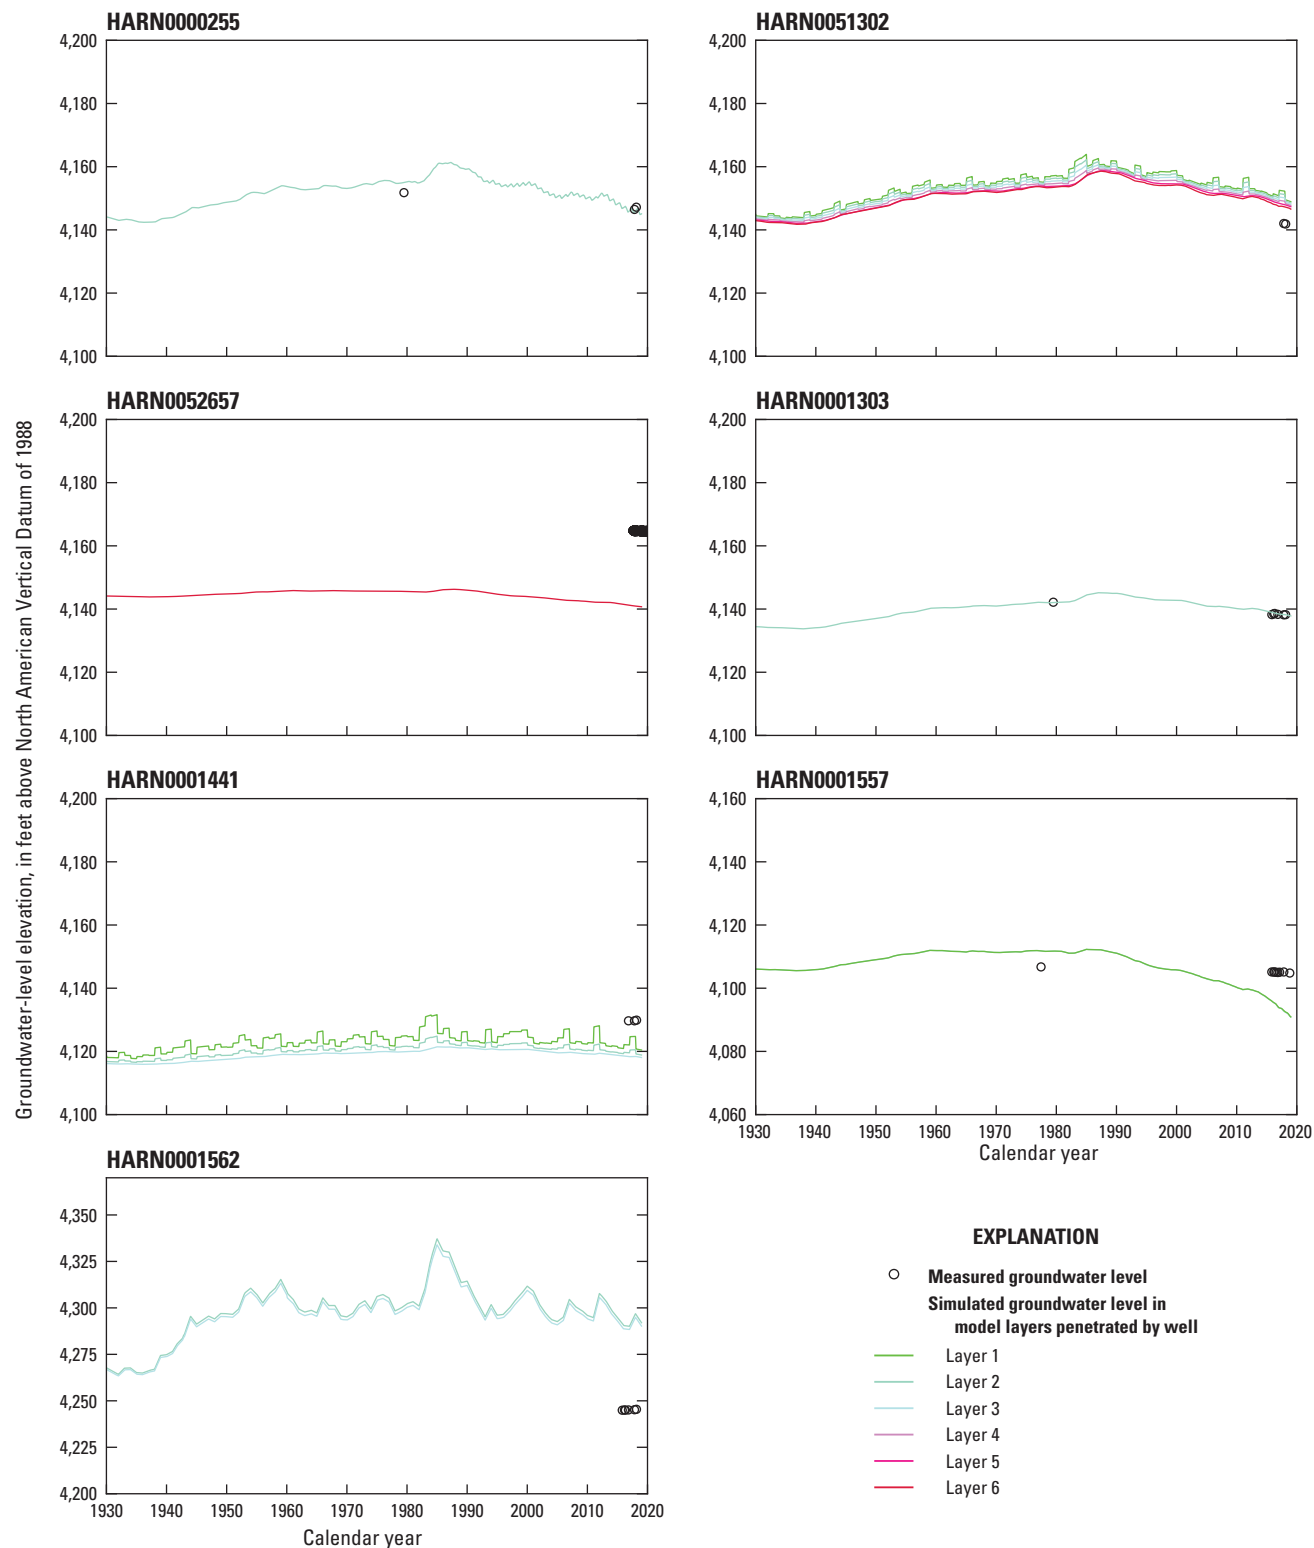 Groundwater-level elevation, in feet above North American Vertical Datum of 1988
HARN0000255
4,200
4,180
4,160
4,140
4,120
4,100
HARN0051302
4,200
4,180
4,160
4,140
4,120
4,100
HARN0052657
4,200
4,180
4,160
4,140
4,120
4,100
HARN0001303
4,200
4,180
4,160
4,140
4,120
4,100
HARN0001441
4,200
4,180
4,160
4,140
4,120
4,100
HARN0001557
4,160
4,140
4,120
4,100
4,080
4,060
1930 1940 1950 1960 1970 1980 1990 2000 2010 2020
Calendar year
HARN0001562
4,350
4,325
4,300
4,275
4,250
4,225
4,200
1930 1940 1950 1960 1970 1980 1990 2000 2010 2020
Calendar year
EXPLANATION
Measured groundwater level
Simulated groundwater level in
model layers penetrated by well
Layer 1
Layer 2
Layer 3
Layer 4
Layer 5
Layer 6